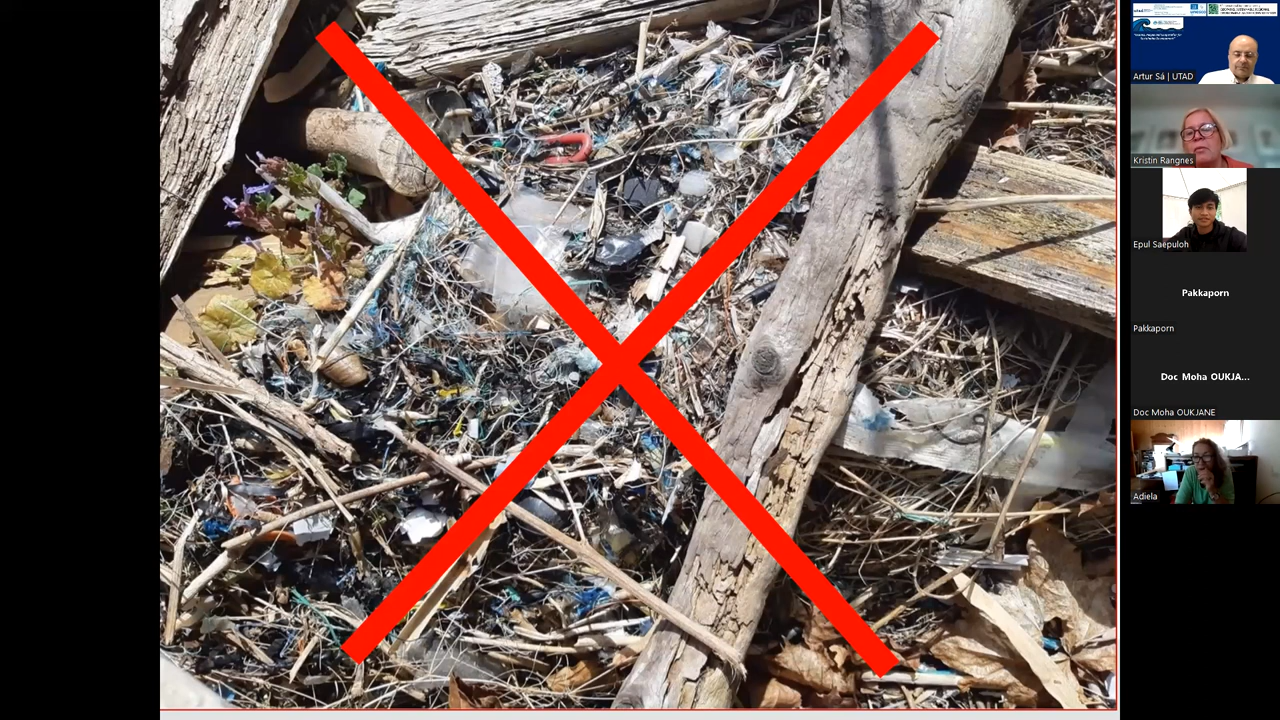 Artur Sá | UTAD
Kristin Rangnes
Epul Saepuloh
Pakkaporn
Pakkaporn
Doc Moha OUKJA...
Doc Moha OUKJANE
Adiela